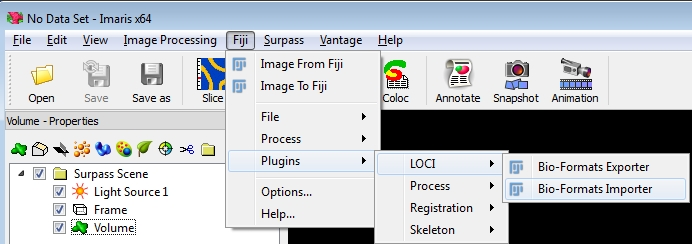 No Data Set - Imaris x64
File Edit View Image Processing Fiji Surpass Vantage Help
Open Save Save as Slice Coloc Annotate Snapshot Animation
Image From Fiji
Image To Fiji
File
Process
Plugins
Options...
Help...
LOCI
Process
Registration
Skeleton
Bio-Formats Exporter
Bio-Formats Importer
Volume - Properties
Surpass Scene
Light Source 1
Frame
Volume